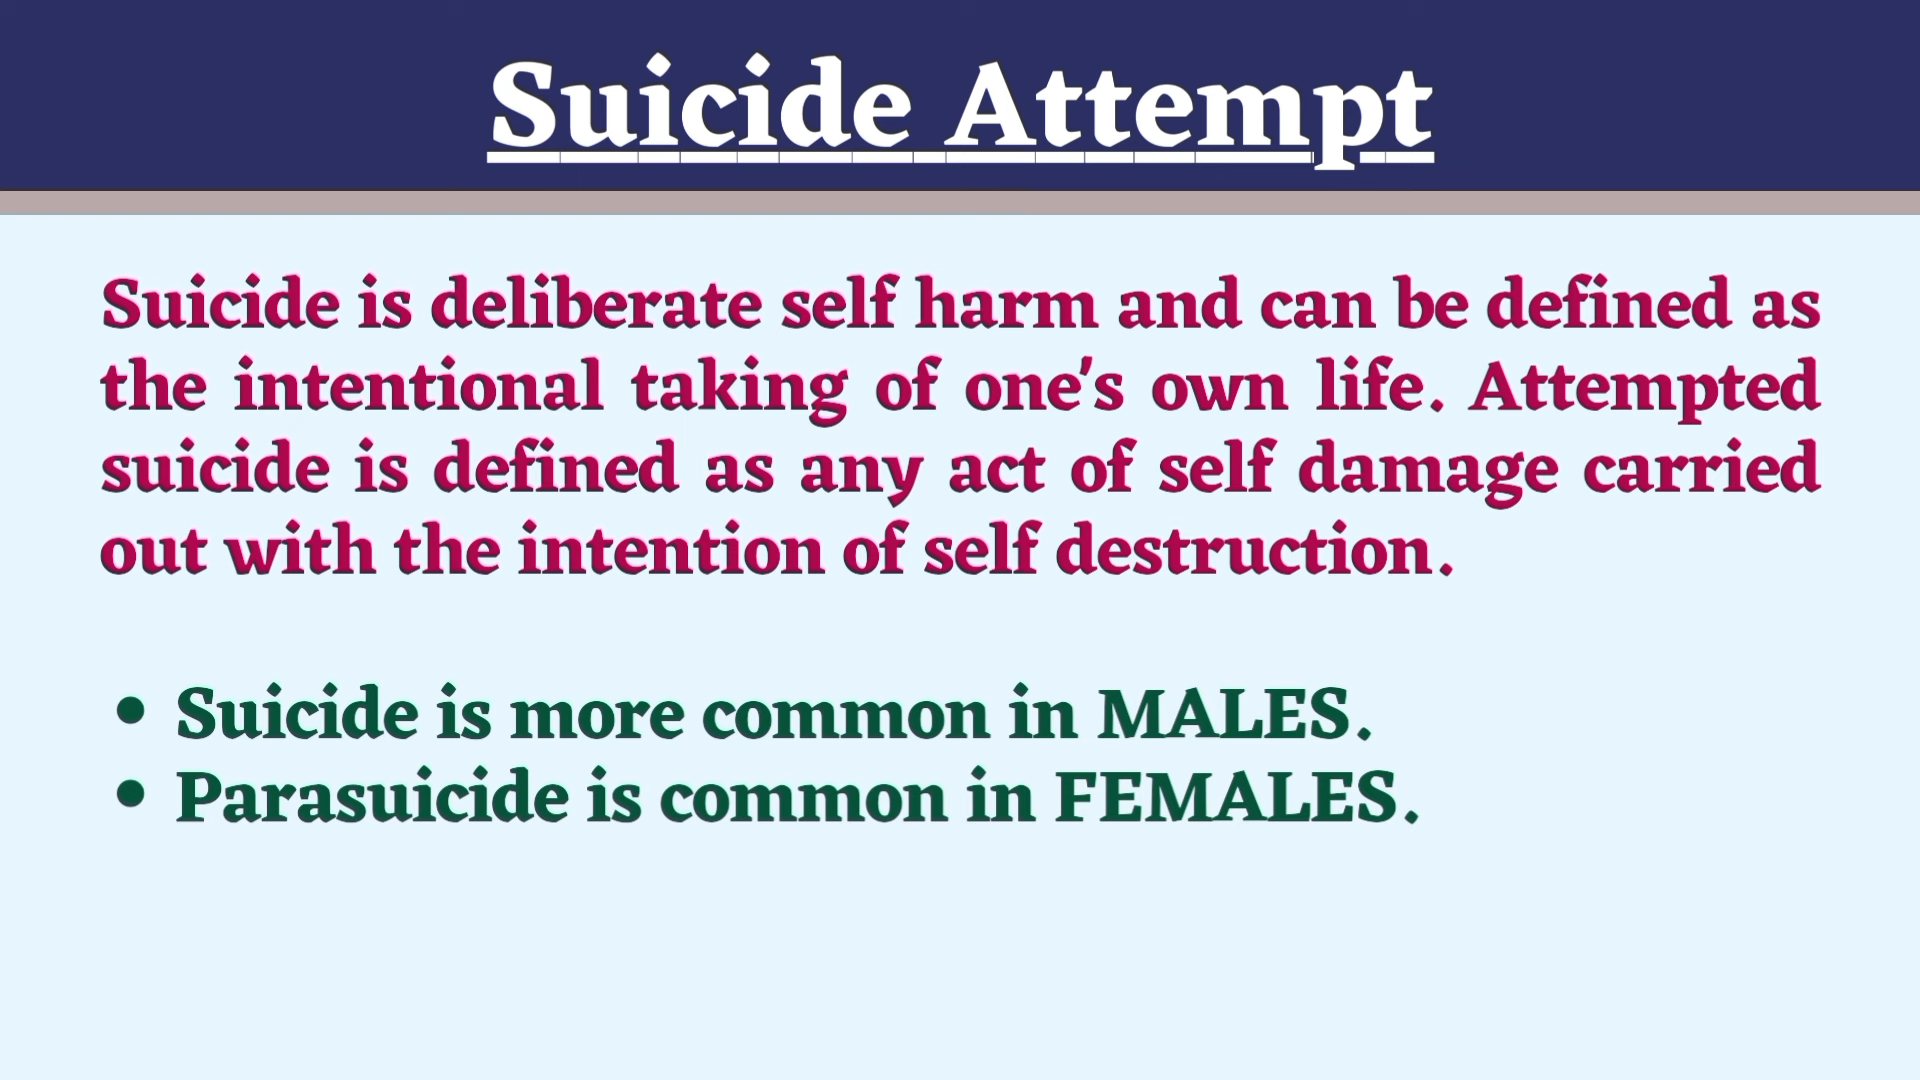 Suicide Attempt
Suicide is deliberate self harm and can be defined as
the intentional taking of one's own life. Attempted
suicide is defined as any act of self damage carried
out with the intention of self destruction.
• Suicide is more common in MALES.
• Parasuicide is common in FEMALES.